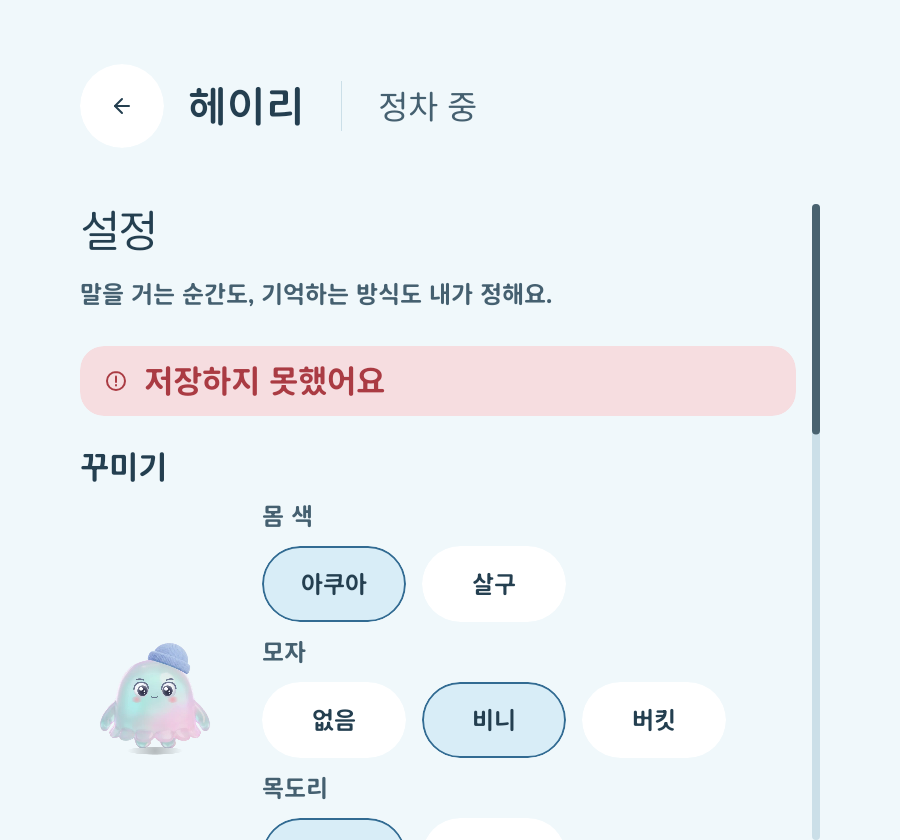 헤이리
정차 중
설정
말을 거는 순간도, 기억하는 방식도 내가 정해요.
저장하지 못했어요
꾸미기
몸 색
아쿠아 살구
모자
없음 비니 버킷
목도리